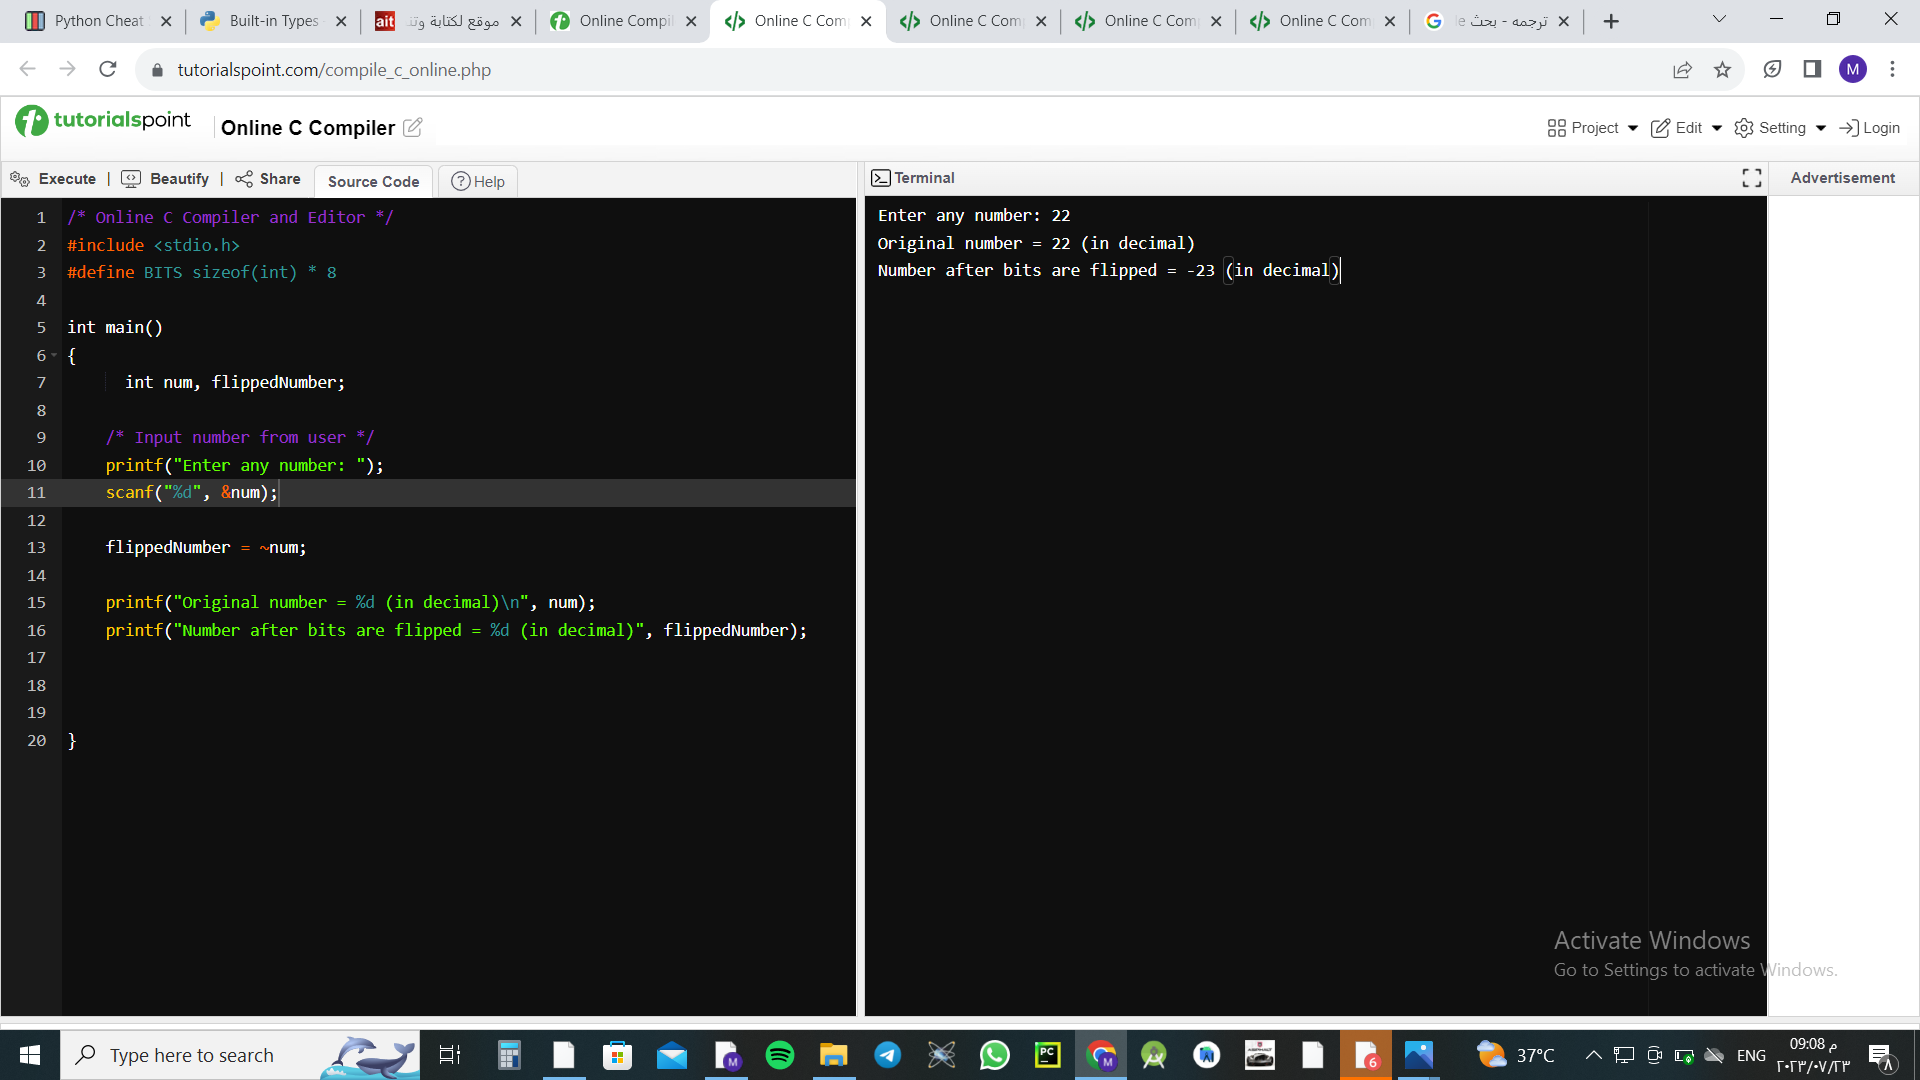 Python Cheat
Built-in Types
ait موقع لكتابة وتن
Online Compil
Online C Com
Online C Com
Online C Com
Online C Com
ترجمه - بحث
tutorialspoint.com/compile_c_online.php
M
tutorialspoint
Online C Compiler
Project
Edit
Setting
Login
Execute | Beautify | Share Source Code Help
Terminal
Advertisement
1 /* Online C Compiler and Editor */
2 #include <stdio.h>
3 #define BITS sizeof(int) * 8
4
5 int main()
6 {
7 int num, flippedNumber;
8
9 /* Input number from user */
10 printf("Enter any number: ");
11 scanf("%d", &num);
12
13 flippedNumber = ~num;
14
15 printf("Original number = %d (in decimal)\n", num);
16 printf("Number after bits are flipped = %d (in decimal)", flippedNumber);
17
18
19
20 }
Enter any number: 22
Original number = 22 (in decimal)
Number after bits are flipped = -23 (in decimal)
Activate Windows
Go to Settings to activate Windows.
Type here to search
M
PC
M
6
37°C
ENG
09:08 م
٢٠٢٣/٠٧/٢٣
٨